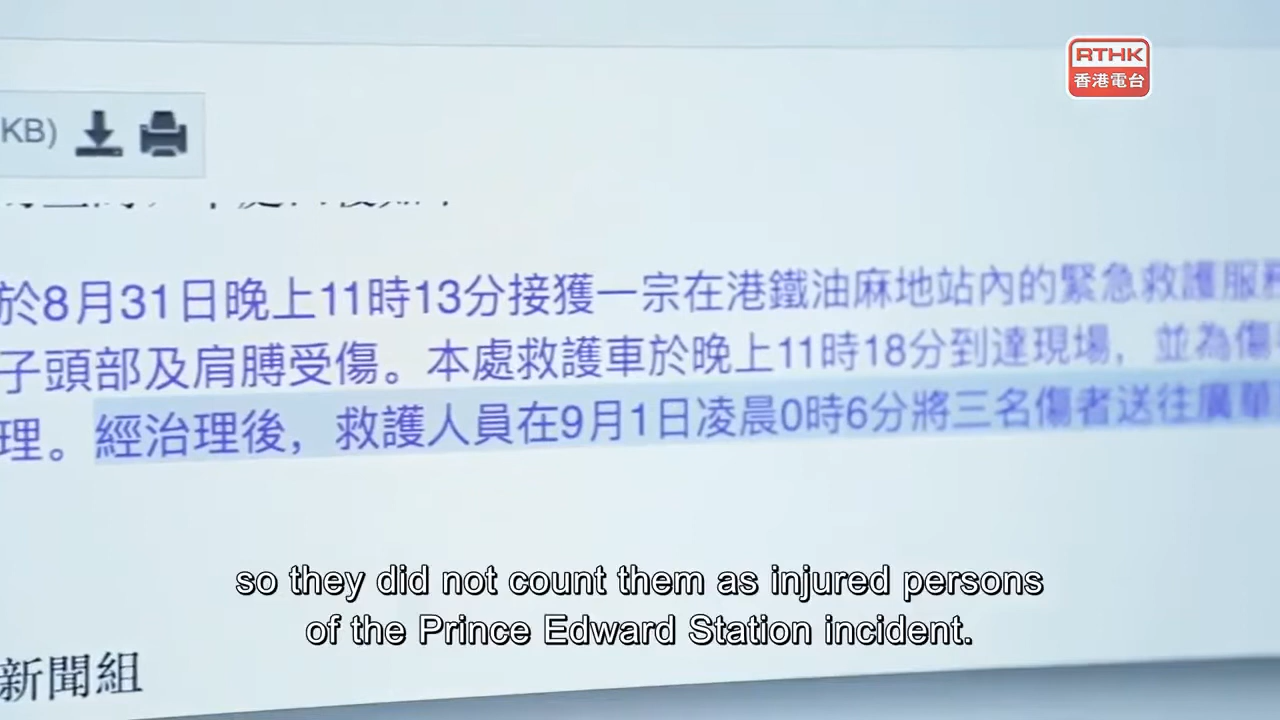 RTHK
香港電台
KB)
於8月31日晚上11時13分接獲一宗在港鐵油麻地站內的緊急救護服務
子頭部及肩膊受傷。本處救護車於晚上11時18分到達現場，並為傷
理。經治理後，救護人員在9月1日凌晨0時6分將三名傷者送往廣華
so they did not count them as injured persons
of the Prince Edward Station incident.
新聞組